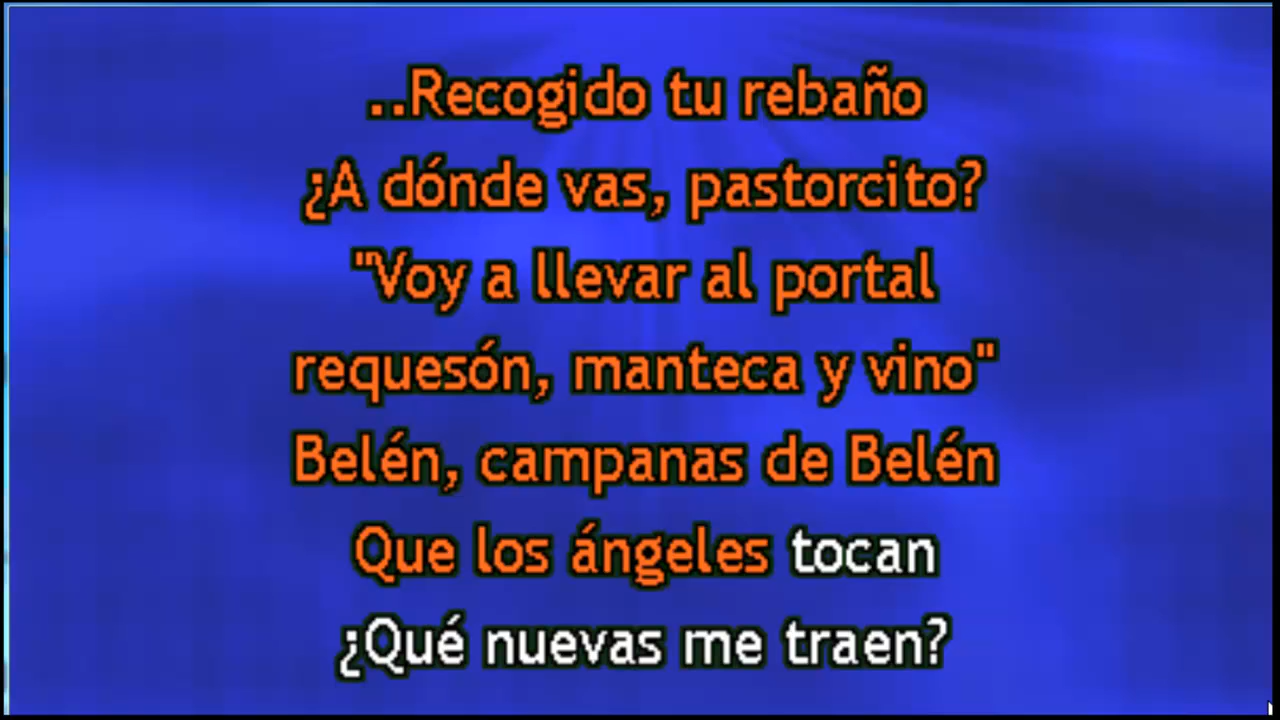 ..Recogido tu rebaño
¿A dónde vas, pastorcito?
"Voy a llevar al portal
requesón, manteca y vino"
Belén, campanas de Belén
Que los ángeles tocan
¿Qué nuevas me traen?